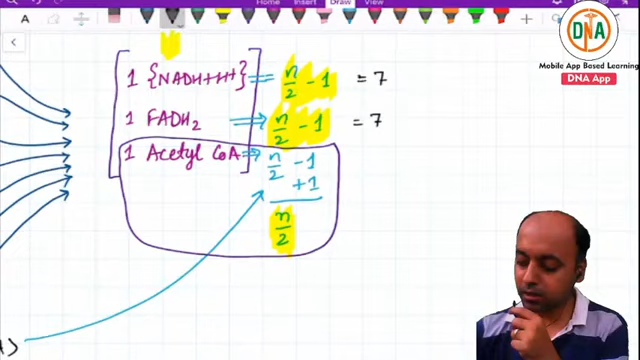 Insert Draw View
DNA
Mobile App Based Learning
DNA App
1 {NADH+H+} = n/2 - 1 = 7
1 FADH2 ⇒ n/2 - 1 = 7
1 Acetyl CoA ⇒ n/2 - 1
+1
n/2